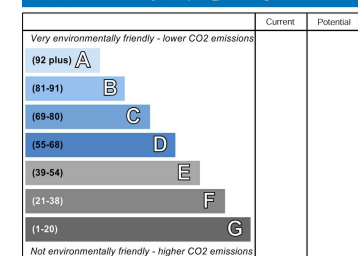 Current Potential
Very environmentally friendly - lower CO2 emissions
(92 plus) A
(81-91) B
(69-80) C
(55-68) D
(39-54) E
(21-38) F
(1-20) G
Not environmentally friendly - higher CO2 emissions